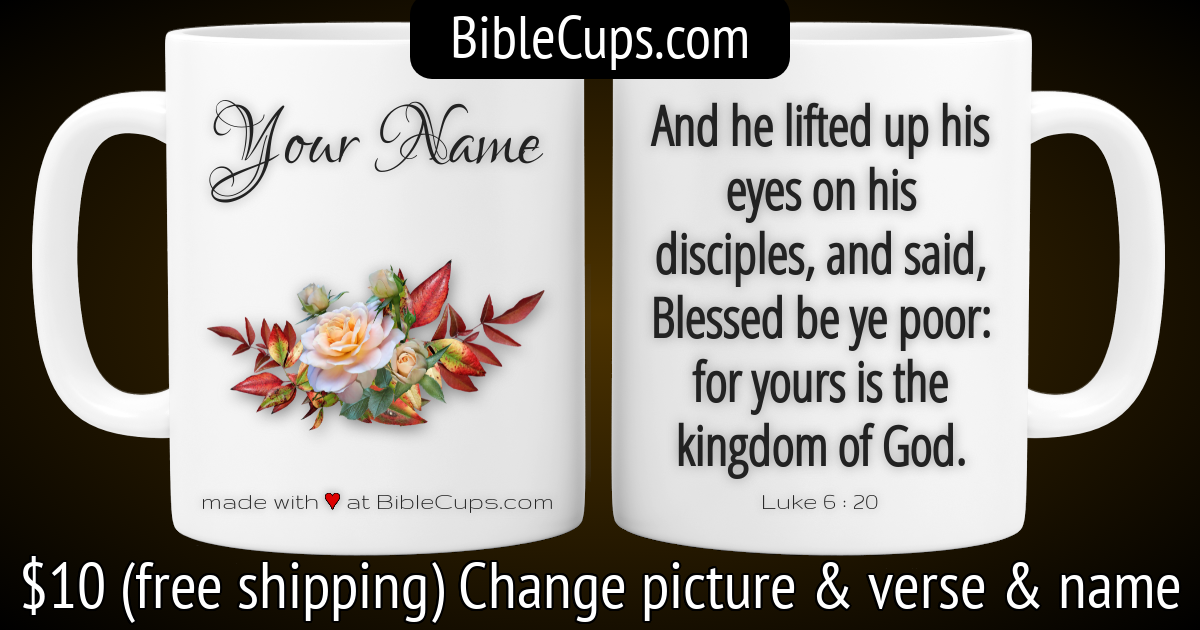 BibleCups.com
Your Name
made with ♥ at BibleCups.com
And he lifted up his
eyes on his
disciples, and said,
Blessed be ye poor:
for yours is the
kingdom of God.
Luke 6 : 20
$10 (free shipping) Change picture & verse & name